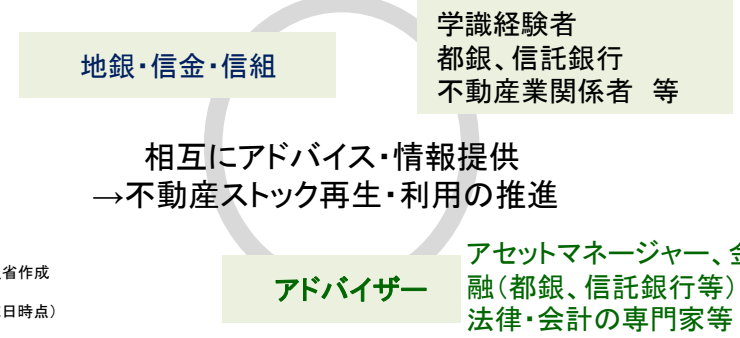 学識経験者
都銀、信託銀行
不動産業関係者 等
地銀・信金・信組
相互にアドバイス・情報提供
→不動産ストック再生・利用の推進
アセットマネージャー、金
融(都銀、信託銀行等)
法律・会計の専門家等
アドバイザー
省作成
日時点)